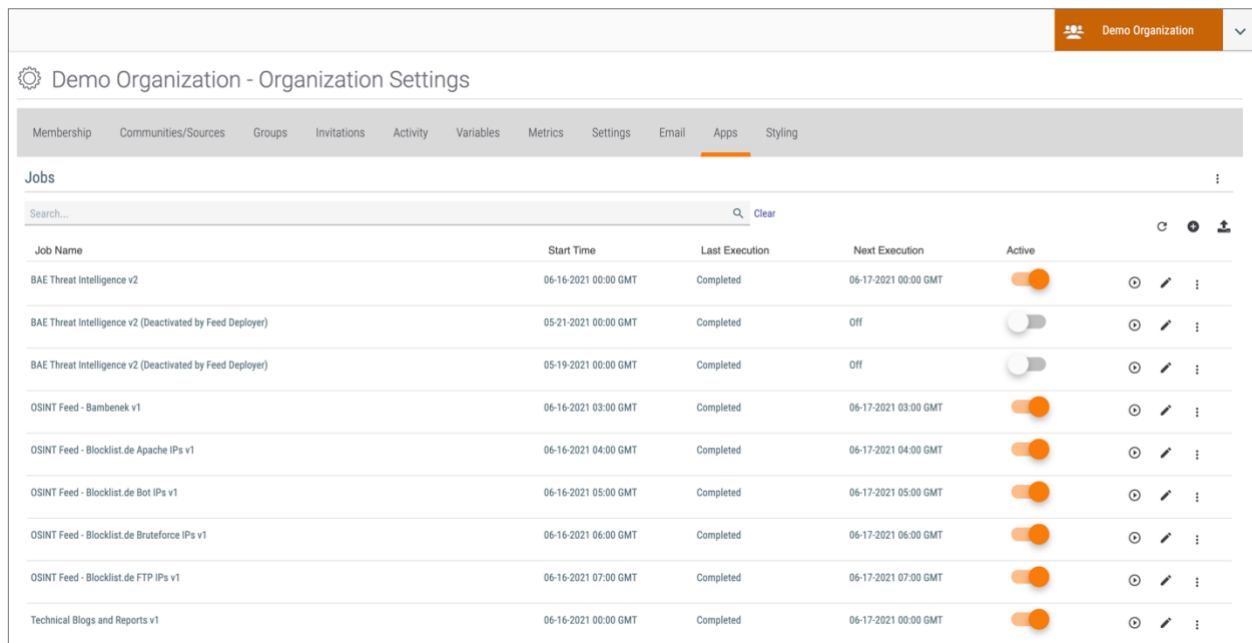 Demo Organization
Demo Organization - Organization Settings
Membership Communities/Sources Groups Invitations Activity Variables Metrics Settings Email Apps Styling
Jobs
Search... Clear
Job Name Start Time Last Execution Next Execution Active
BAE Threat Intelligence v2 06-16-2021 00:00 GMT Completed 06-17-2021 00:00 GMT
BAE Threat Intelligence v2 (Deactivated by Feed Deployer) 05-21-2021 00:00 GMT Completed Off
BAE Threat Intelligence v2 (Deactivated by Feed Deployer) 05-19-2021 00:00 GMT Completed Off
OSINT Feed - Bambenek v1 06-16-2021 03:00 GMT Completed 06-17-2021 03:00 GMT
OSINT Feed - Blocklist.de Apache IPs v1 06-16-2021 04:00 GMT Completed 06-17-2021 04:00 GMT
OSINT Feed - Blocklist.de Bot IPs v1 06-16-2021 05:00 GMT Completed 06-17-2021 05:00 GMT
OSINT Feed - Blocklist.de Bruteforce IPs v1 06-16-2021 06:00 GMT Completed 06-17-2021 06:00 GMT
OSINT Feed - Blocklist.de FTP IPs v1 06-16-2021 07:00 GMT Completed 06-17-2021 07:00 GMT
Technical Blogs and Reports v1 06-16-2021 00:00 GMT Completed 06-17-2021 00:00 GMT